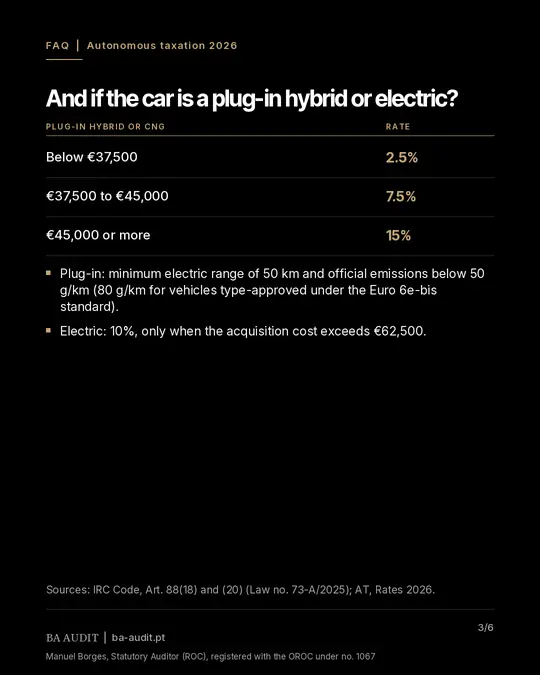 FAQ | Autonomous taxation 2026
And if the car is a plug-in hybrid or electric?
PLUG-IN HYBRID OR CNG RATE
Below €37,500 2.5%
€37,500 to €45,000 7.5%
€45,000 or more 15%
Plug-in: minimum electric range of 50 km and official emissions below 50
g/km (80 g/km for vehicles type-approved under the Euro 6e-bis
standard).
Electric: 10%, only when the acquisition cost exceeds €62,500.
Sources: IRC Code, Art. 88(18) and (20) (Law no. 73-A/2025); AT, Rates 2026.
3/6
BA AUDIT | ba-audit.pt
Manuel Borges, Statutory Auditor (ROC), registered with the OROC under no. 1067